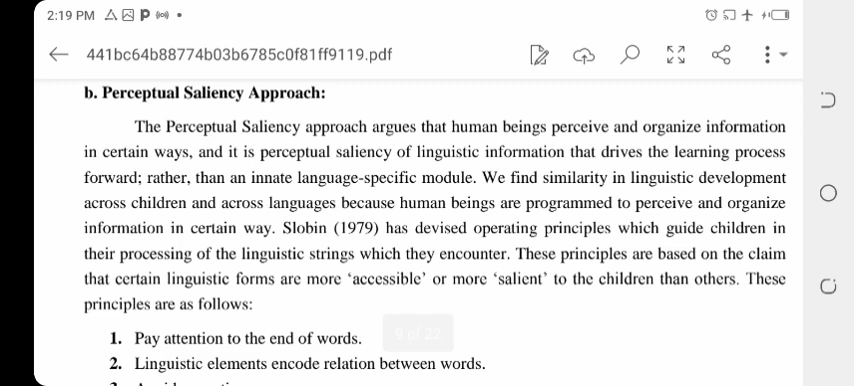 2:19 PM
441bc64b88774b03b6785c0f81ff9119.pdf
b. Perceptual Saliency Approach:
The Perceptual Saliency approach argues that human beings perceive and organize information
in certain ways, and it is perceptual saliency of linguistic information that drives the learning process
forward; rather, than an innate language-specific module. We find similarity in linguistic development
across children and across languages because human beings are programmed to perceive and organize
information in certain way. Slobin (1979) has devised operating principles which guide children in
their processing of the linguistic strings which they encounter. These principles are based on the claim
that certain linguistic forms are more ‘accessible’ or more ‘salient’ to the children than others. These
principles are as follows:
1. Pay attention to the end of words.
9 of 22
2. Linguistic elements encode relation between words.